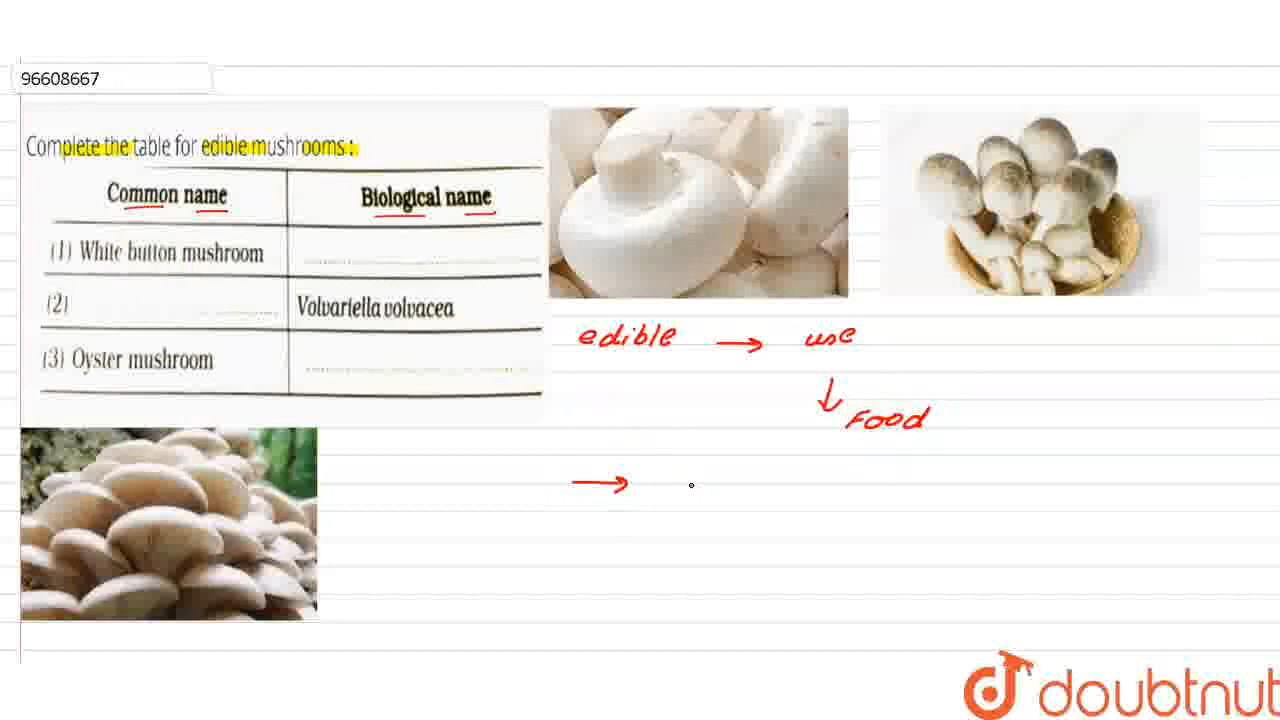 96608667
Complete the table for edible mushrooms :
Common name Biological name
(1) White button mushroom ........................
(2) ........................ Volvariella volvacea
(3) Oyster mushroom ........................
edible → use
↓
Food
→
doubtnut